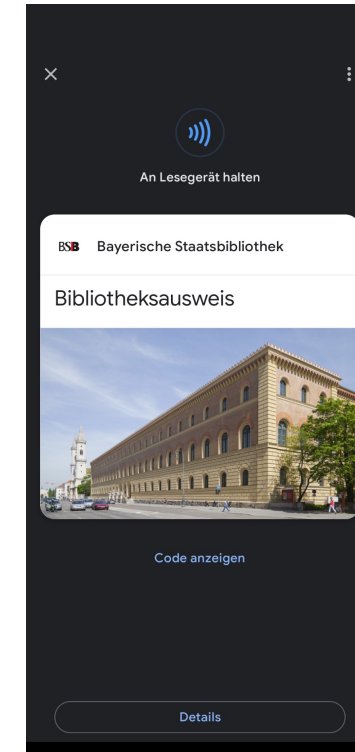 An Lesegerät halten
BSB Bayerische Staatsbibliothek
Bibliotheksausweis
Code anzeigen
Details